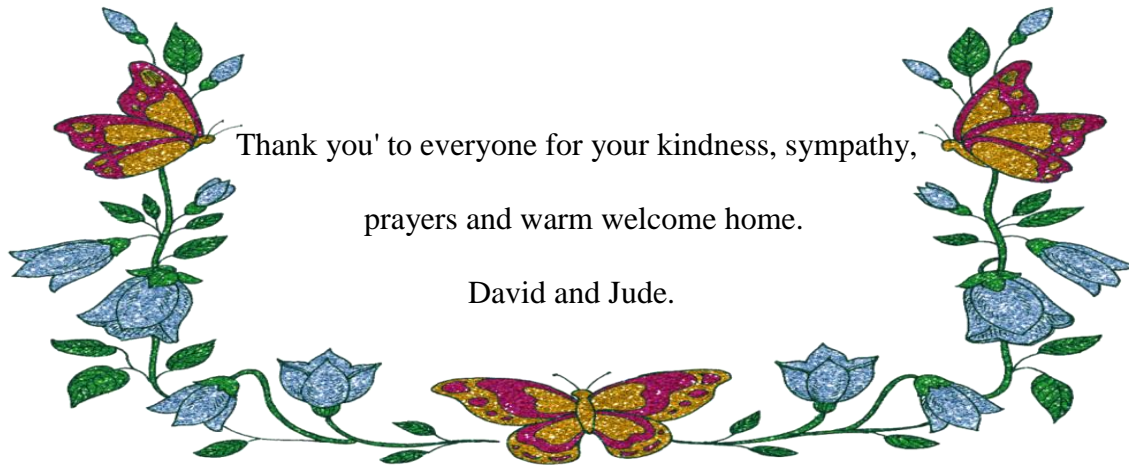 Thank you' to everyone for your kindness, sympathy,
prayers and warm welcome home.
David and Jude.